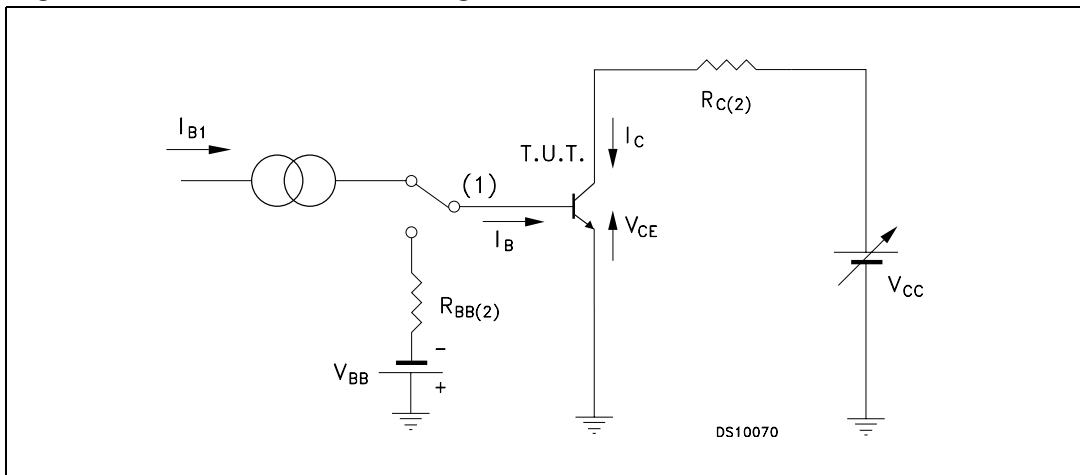 I_B1
T.U.T.
(1)
I_B
I_C
V_CE
R_C(2)
V_CC
R_BB(2)
V_BB
-
+
DS10070